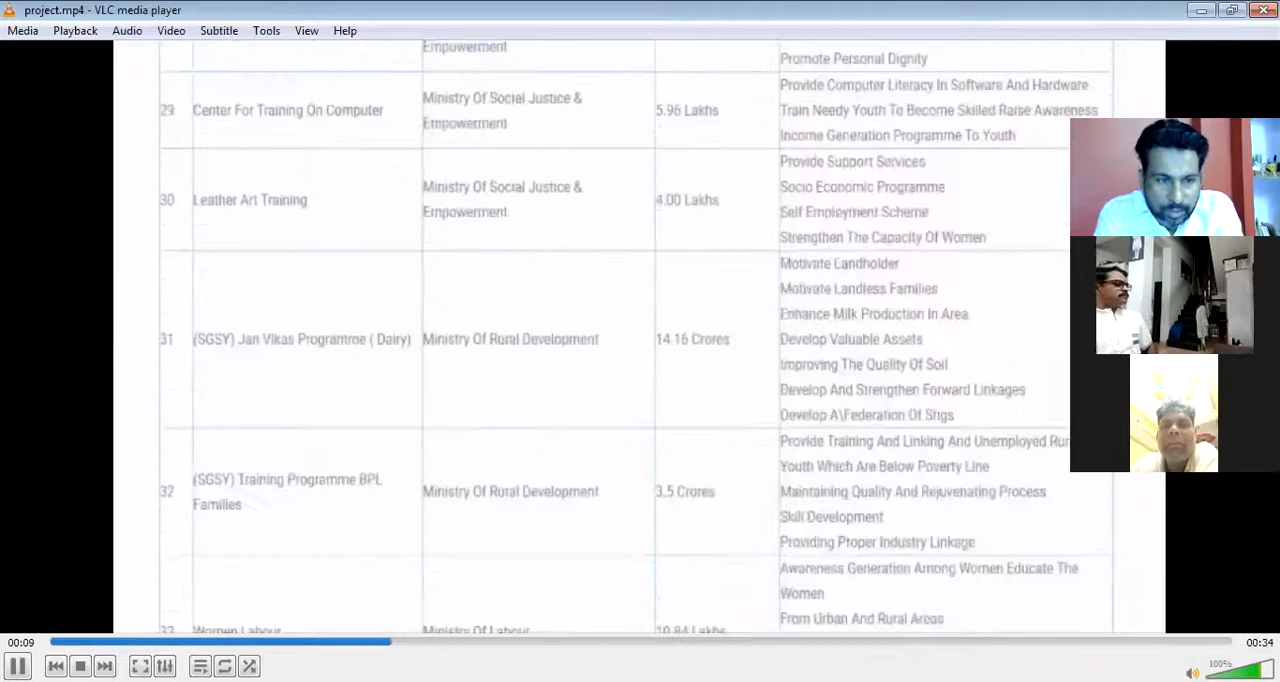 project.mp4 - VLC media player
Media Playback Audio Video Subtitle Tools View Help
Empowerment
Promote Personal Dignity
29 Center For Training On Computer
Ministry Of Social Justice &
Empowerment
5.96 Lakhs
Provide Computer Literacy In Software And Hardware
Train Needy Youth To Become Skilled Raise Awareness
Income Generation Programme To Youth
30 Leather Art Training
Ministry Of Social Justice &
Empowerment
4.00 Lakhs
Provide Support Services
Socio Economic Programme
Self Employment Scheme
Strengthen The Capacity Of Women
31 (SGSY) Jan Vikas Programme ( Dairy)
Ministry Of Rural Development
14.16 Crores
Motivate Landholder
Motivate Landless Families
Enhance Milk Production In Area
Develop Valuable Assets
Improving The Quality Of Soil
Develop And Strengthen Forward Linkages
Develop A\Federation Of Shgs
32 (SGSY) Training Programme BPL
Families
Ministry Of Rural Development
3.5 Crores
Provide Training And Linking And Unemployed Rur
Youth Which Are Below Poverty Line
Maintaining Quality And Rejuvenating Process
Skill Development
Providing Proper Industry Linkage
33 Women Labour
Ministry Of Labour
10.84 Lakhs
Awareness Generation Among Women Educate The
Women
From Urban And Rural Areas
00:09
00:34
100%